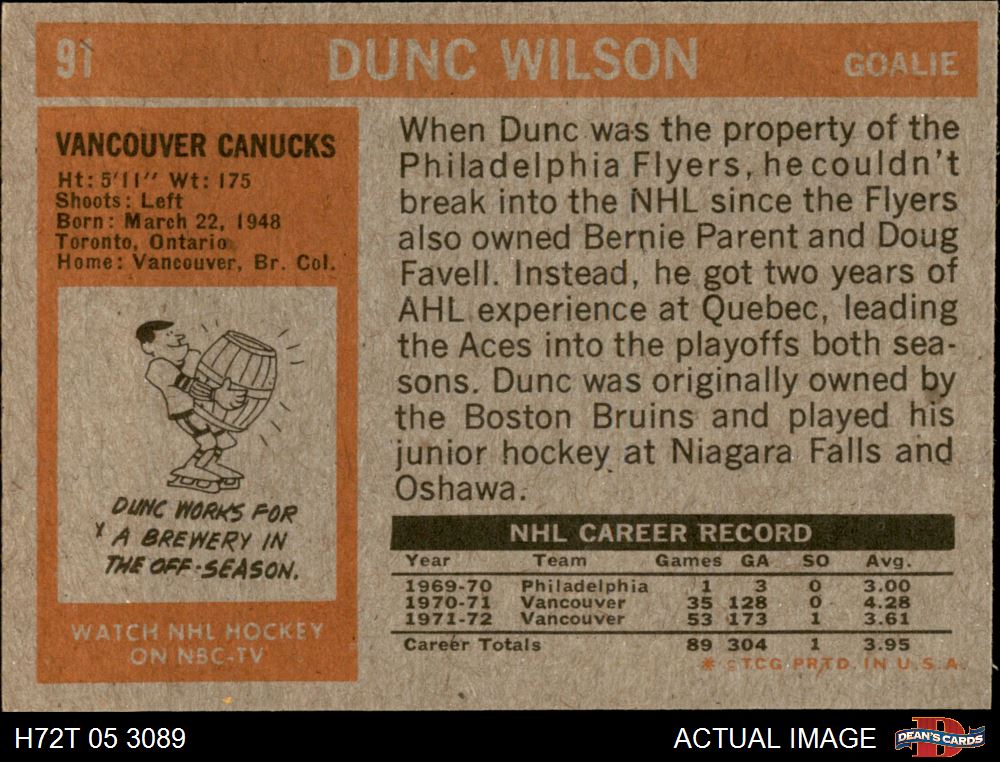 91 DUNC WILSON GOALIE
VANCOUVER CANUCKS
Ht: 5'11" Wt: 175
Shoots: Left
Born: March 22, 1948
Toronto, Ontario
Home: Vancouver, Br. Col.
DUNC WORKS FOR
A BREWERY IN
THE OFF-SEASON.
WATCH NHL HOCKEY
ON NBC-TV
When Dunc was the property of the
Philadelphia Flyers, he couldn't
break into the NHL since the Flyers
also owned Bernie Parent and Doug
Favell. Instead, he got two years of
AHL experience at Quebec, leading
the Aces into the playoffs both sea-
sons. Dunc was originally owned by
the Boston Bruins and played his
junior hockey at Niagara Falls and
Oshawa.
NHL CAREER RECORD
Year Team Games GA SO Avg.
1969-70 Philadelphia 1 3 0 3.00
1970-71 Vancouver 35 128 0 4.28
1971-72 Vancouver 53 173 1 3.61
Career Totals 89 304 1 3.95
* © T.C.G. PRTD. IN U.S.A.
H72T 05 3089 ACTUAL IMAGE DEAN'S CARDS